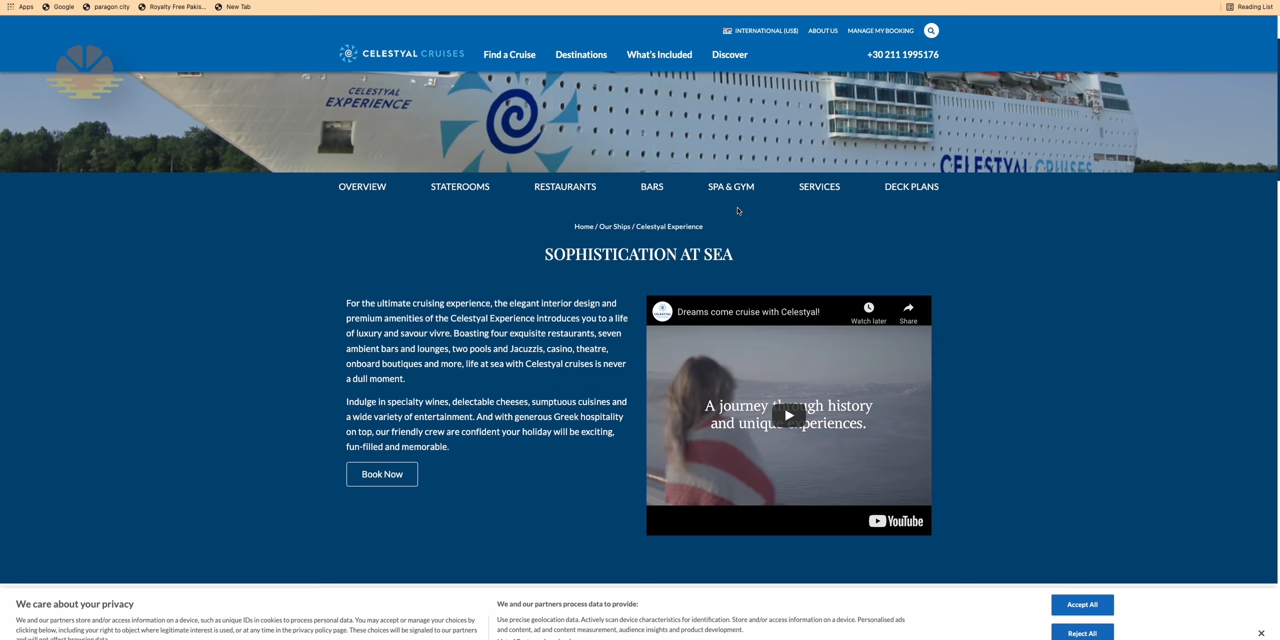 Apps Google paragon city Royalty Free Pakis... New Tab Reading List
INTERNATIONAL (US$) ABOUT US MANAGE MY BOOKING
CELESTYAL CRUISES Find a Cruise Destinations What's Included Discover +30 211 1995176
CELESTYAL
EXPERIENCE
CELESTYAL CRUISES
OVERVIEW STATEROOMS RESTAURANTS BARS SPA & GYM SERVICES DECK PLANS
Home / Our Ships / Celestyal Experience
SOPHISTICATION AT SEA
For the ultimate cruising experience, the elegant interior design and
premium amenities of the Celestyal Experience introduces you to a life
of luxury and savour vivre. Boasting four exquisite restaurants, seven
ambient bars and lounges, two pools and Jacuzzis, casino, theatre,
onboard boutiques and more, life at sea with Celestyal cruises is never
a dull moment.
Indulge in specialty wines, delectable cheeses, sumptuous cuisines and
a wide variety of entertainment. And with generous Greek hospitality
on top, our friendly crew are confident your holiday will be exciting,
fun-filled and memorable.
Book Now
Dreams come cruise with Celestyal!
Watch later Share
A journey through history
and unique experiences.
YouTube
We care about your privacy
We and our partners store and/or access information on a device, such as unique IDs in cookies to process personal data. You may accept or manage your choices by
clicking below, including your right to object where legitimate interest is used, or at any time in the privacy policy page. These choices will be signaled to our partners
and will not affect browsing data.
We and our partners process data to provide:
Use precise geolocation data. Actively scan device characteristics for identification. Store and/or access information on a device. Personalised ads
and content, ad and content measurement, audience insights and product development.
Accept All
Reject All